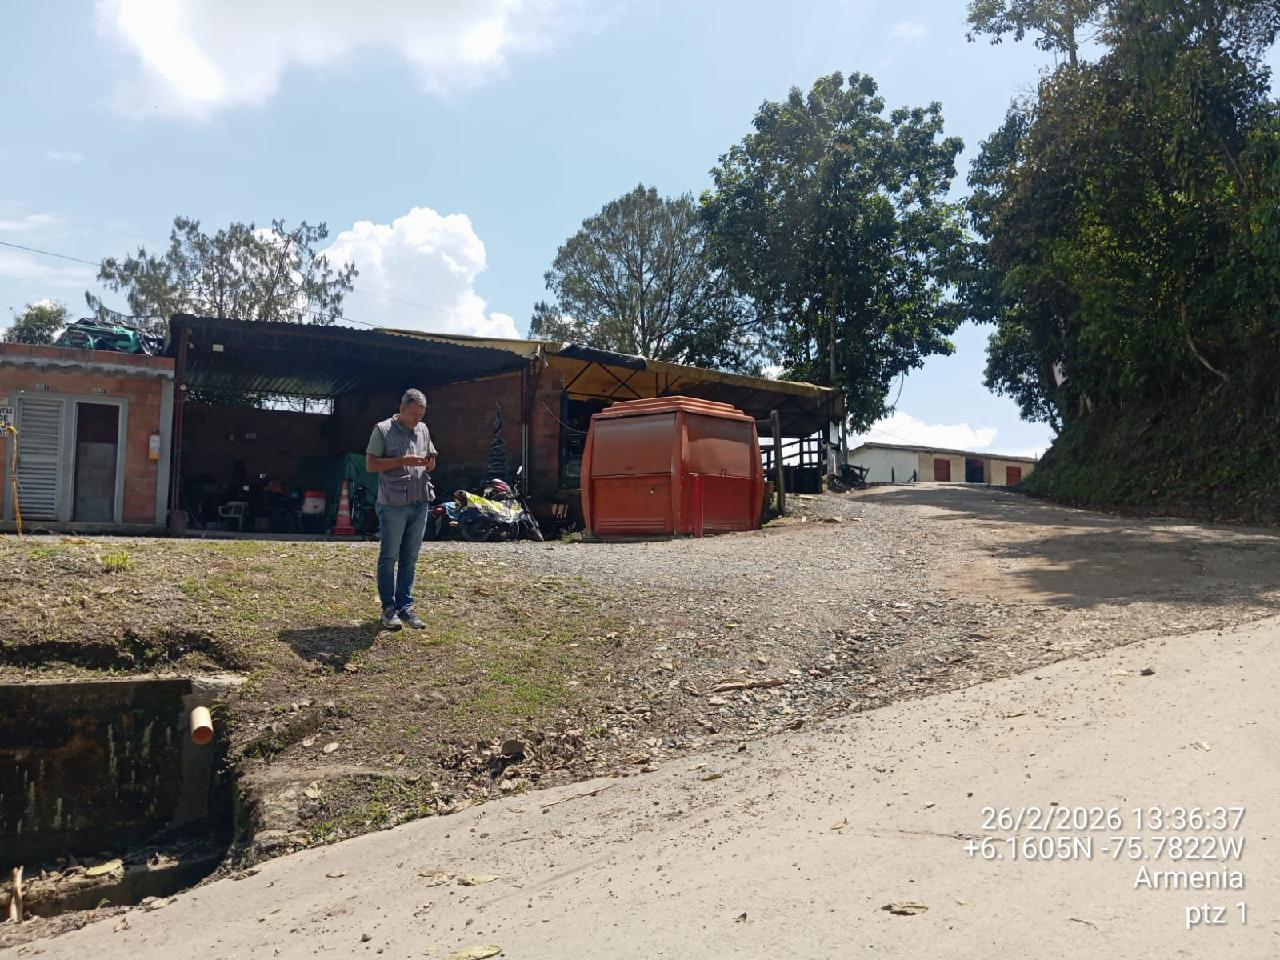 26/2/2026 13:36:37
+6.1605N -75.7822W
Armenia
ptz 1